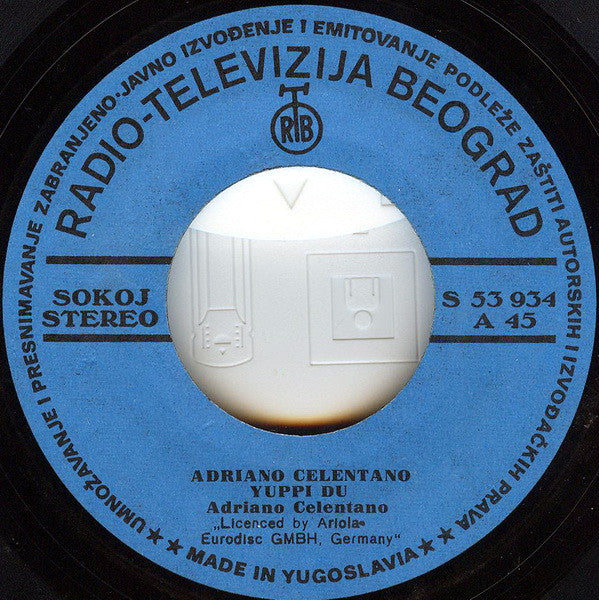 UMNOŽAVANJE I PRESNIMAVANJE ZABRANJENO-JAVNO IZVOĐENJE I EMITOVANJE PODLEŽE ZAŠTITI AUTORSKIH I IZVOĐAČKIH PRAVA
RADIO-TELEVIZIJA BEOGRAD
RTB
SOKOJ
STEREO
S 53 934
A 45
ADRIANO CELENTANO
YUPPI DU
Adriano Celentano
„Licenced by Ariola-
Eurodisc GMBH, Germany“
★★MADE IN YUGOSLAVIA★★